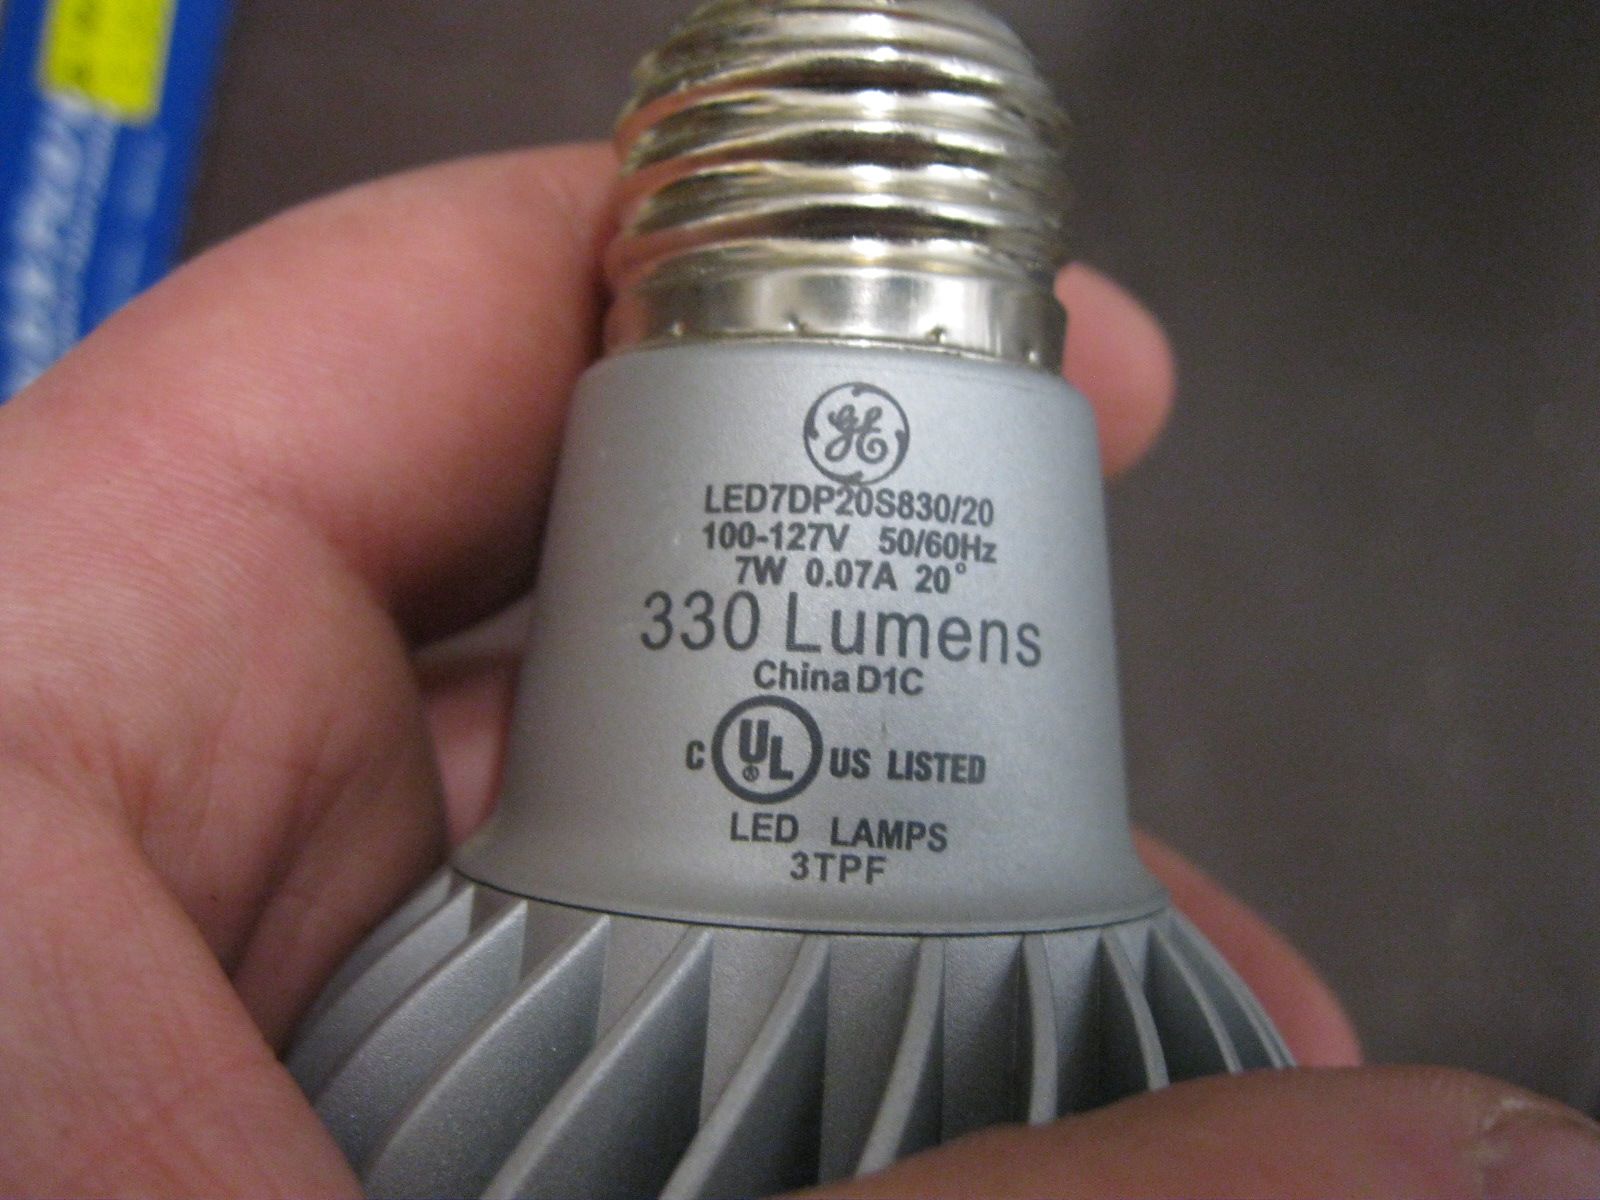 GE
LED7DP20S830/20
100-127V 50/60Hz
7W 0.07A 20°
330 Lumens
China D1C
C UL® US LISTED
LED LAMPS
3TPF